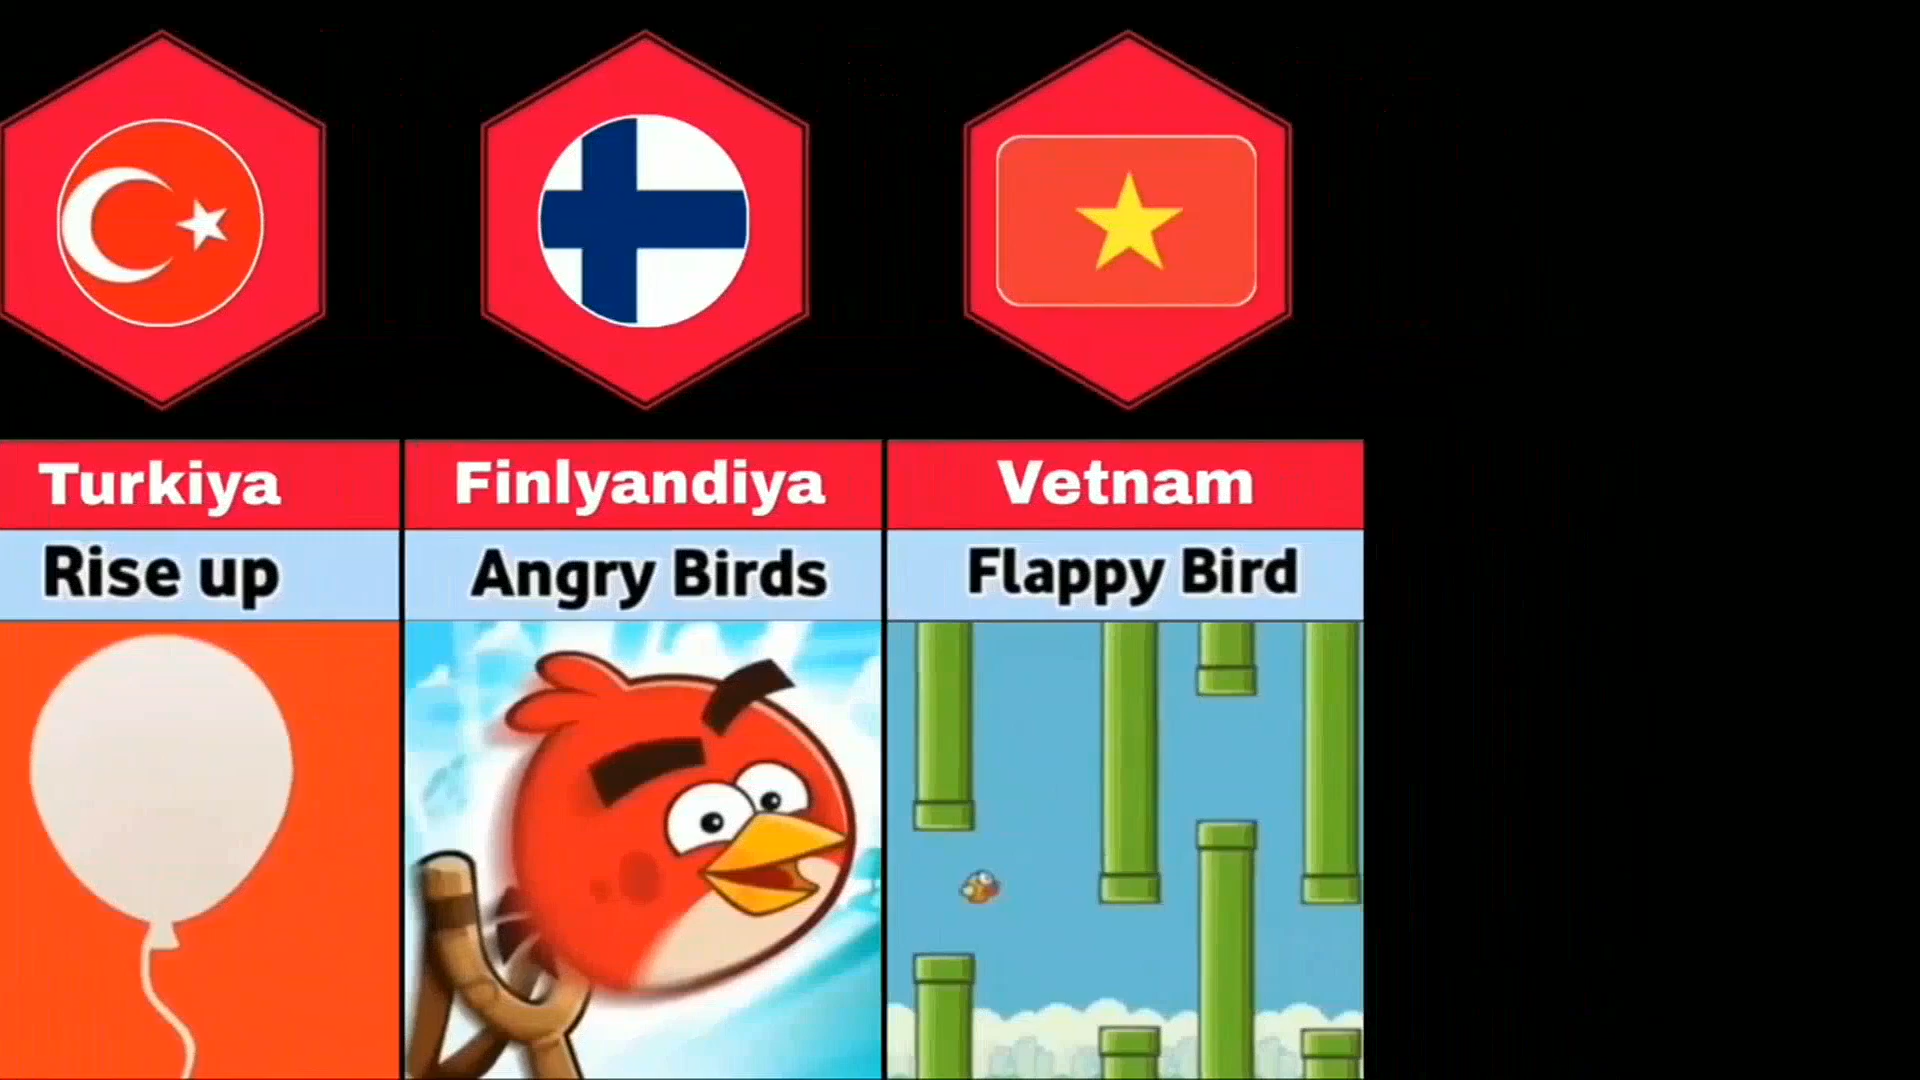 Turkiya
Rise up
Finlyandiya
Angry Birds
Vetnam
Flappy Bird